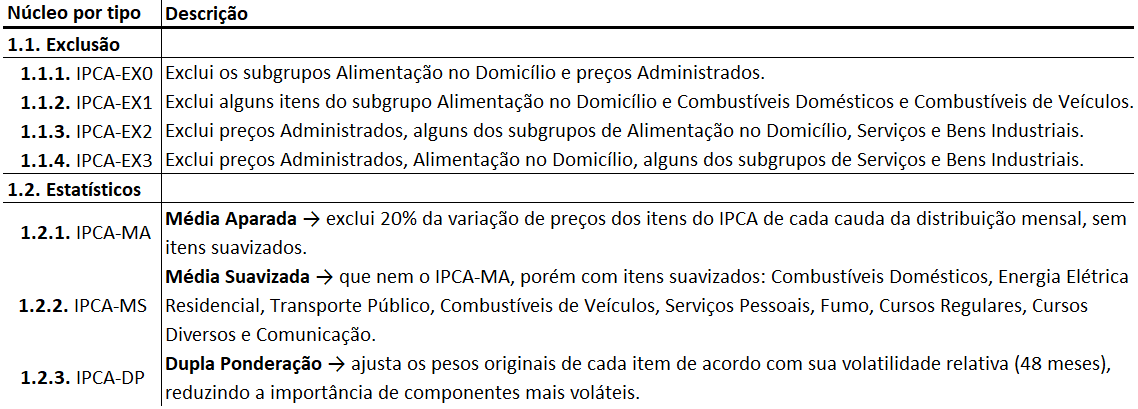 Núcleo por tipo Descrição
1.1. Exclusão
1.1.1. IPCA-EX0 Exclui os subgrupos Alimentação no Domicílio e preços Administrados.
1.1.2. IPCA-EX1 Exclui alguns itens do subgrupo Alimentação no Domicílio e Combustíveis Domésticos e Combustíveis de Veículos.
1.1.3. IPCA-EX2 Exclui preços Administrados, alguns dos subgrupos de Alimentação no Domicílio, Serviços e Bens Industriais.
1.1.4. IPCA-EX3 Exclui preços Administrados, Alimentação no Domicílio, alguns dos subgrupos de Serviços e Bens Industriais.
1.2. Estatísticos
1.2.1. IPCA-MA Média Aparada → exclui 20% da variação de preços dos itens do IPCA de cada cauda da distribuição mensal, sem
itens suavizados.
1.2.2. IPCA-MS Média Suavizada → que nem o IPCA-MA, porém com itens suavizados: Combustíveis Domésticos, Energia Elétrica
Residencial, Transporte Público, Combustíveis de Veículos, Serviços Pessoais, Fumo, Cursos Regulares, Cursos
Diversos e Comunicação.
1.2.3. IPCA-DP Dupla Ponderação → ajusta os pesos originais de cada item de acordo com sua volatilidade relativa (48 meses),
reduzindo a importância de componentes mais voláteis.